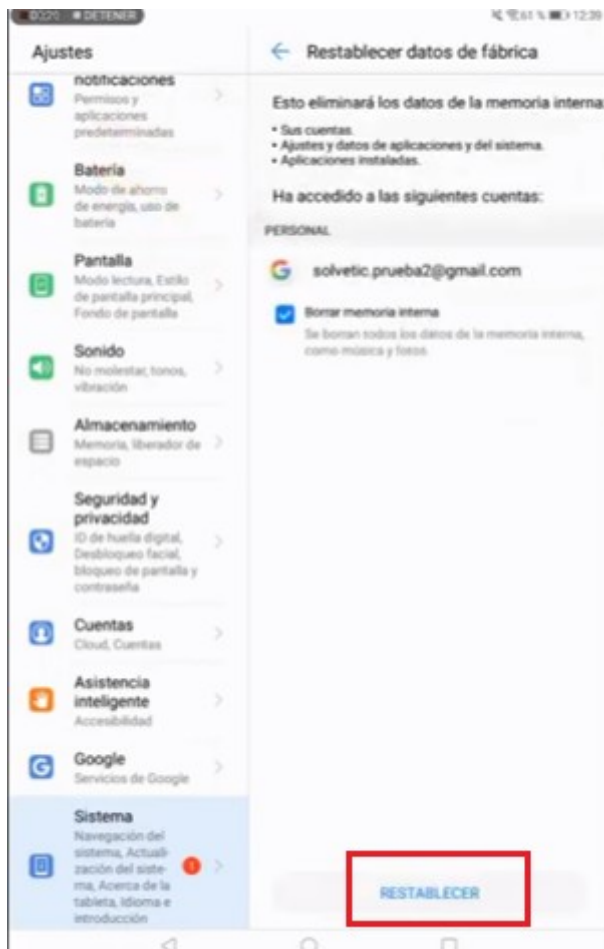 DETENER
61 % 12:39
Ajustes
notificaciones
Permisos y
aplicaciones
predeterminadas
Batería
Modo de ahorro
de energía, uso de
batería
Pantalla
Modo lectura, Estilo
de pantalla principal,
Fondo de pantalla
Sonido
No molestar, tonos,
vibración
Almacenamiento
Memoria, liberador de
espacio
Seguridad y
privacidad
ID de huella digital,
Desbloqueo facial,
bloqueo de pantalla y
contraseña
Cuentas
Cloud, Cuentas
Asistencia
inteligente
Accesibilidad
Google
Servicios de Google
Sistema
Navegación del
sistema, Actuali-
zación del siste-
ma, Acerca de la
tableta, Idioma e
introducción
1
Restablecer datos de fábrica
Esto eliminará los datos de la memoria interna
• Sus cuentas.
• Ajustes y datos de aplicaciones y del sistema.
• Aplicaciones instaladas.
Ha accedido a las siguientes cuentas:
PERSONAL
solvetic.prueba2@gmail.com
Borrar memoria interna
Se borran todos los datos de la memoria interna,
como música y fotos
RESTABLECER